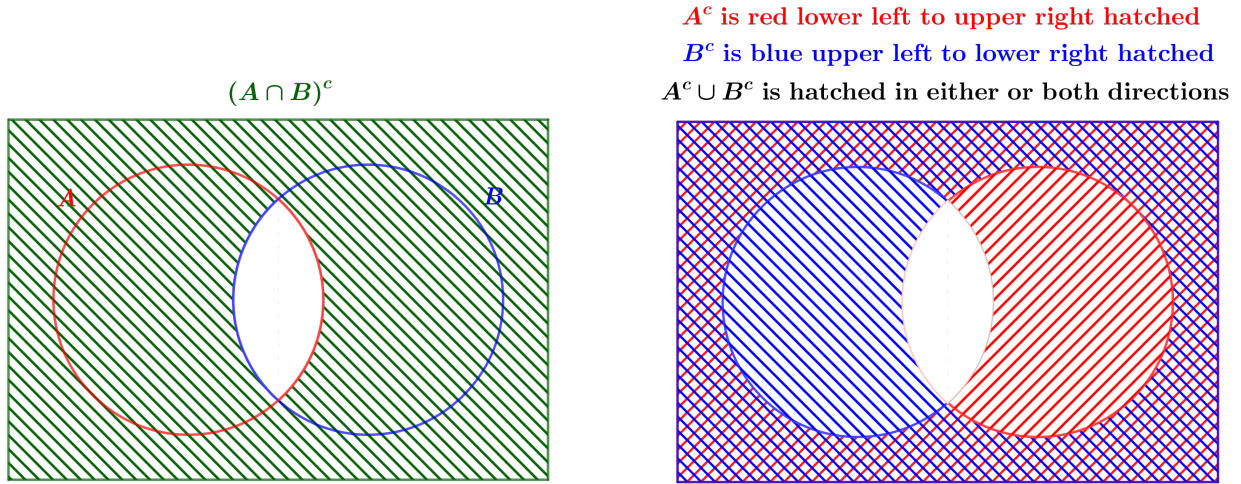 (A ∩ B)ᶜ
A
B
Aᶜ is red lower left to upper right hatched
Bᶜ is blue upper left to lower right hatched
Aᶜ ∪ Bᶜ is hatched in either or both directions